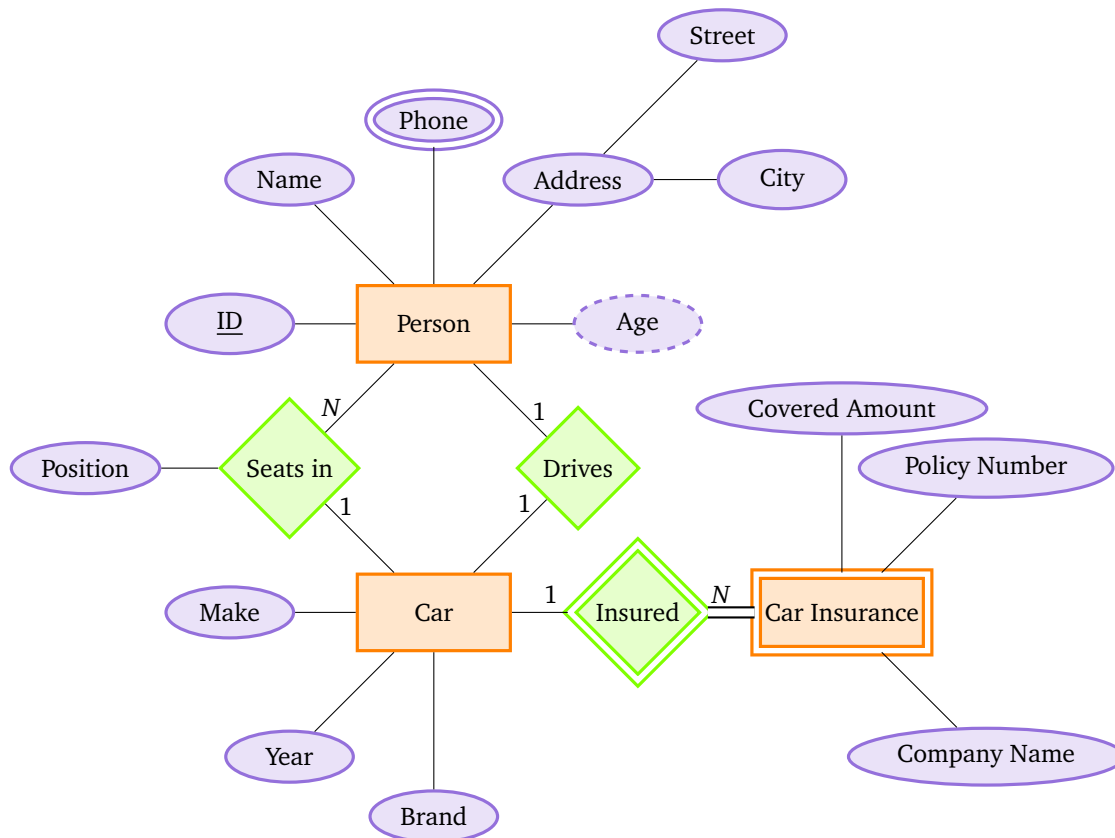 Street
Phone
Name
Address
City
ID
Person
Age
N
1
Covered Amount
Position
Seats in
Drives
Policy Number
1
1
Make
Car
1
Insured
N
Car Insurance
Year
Company Name
Brand